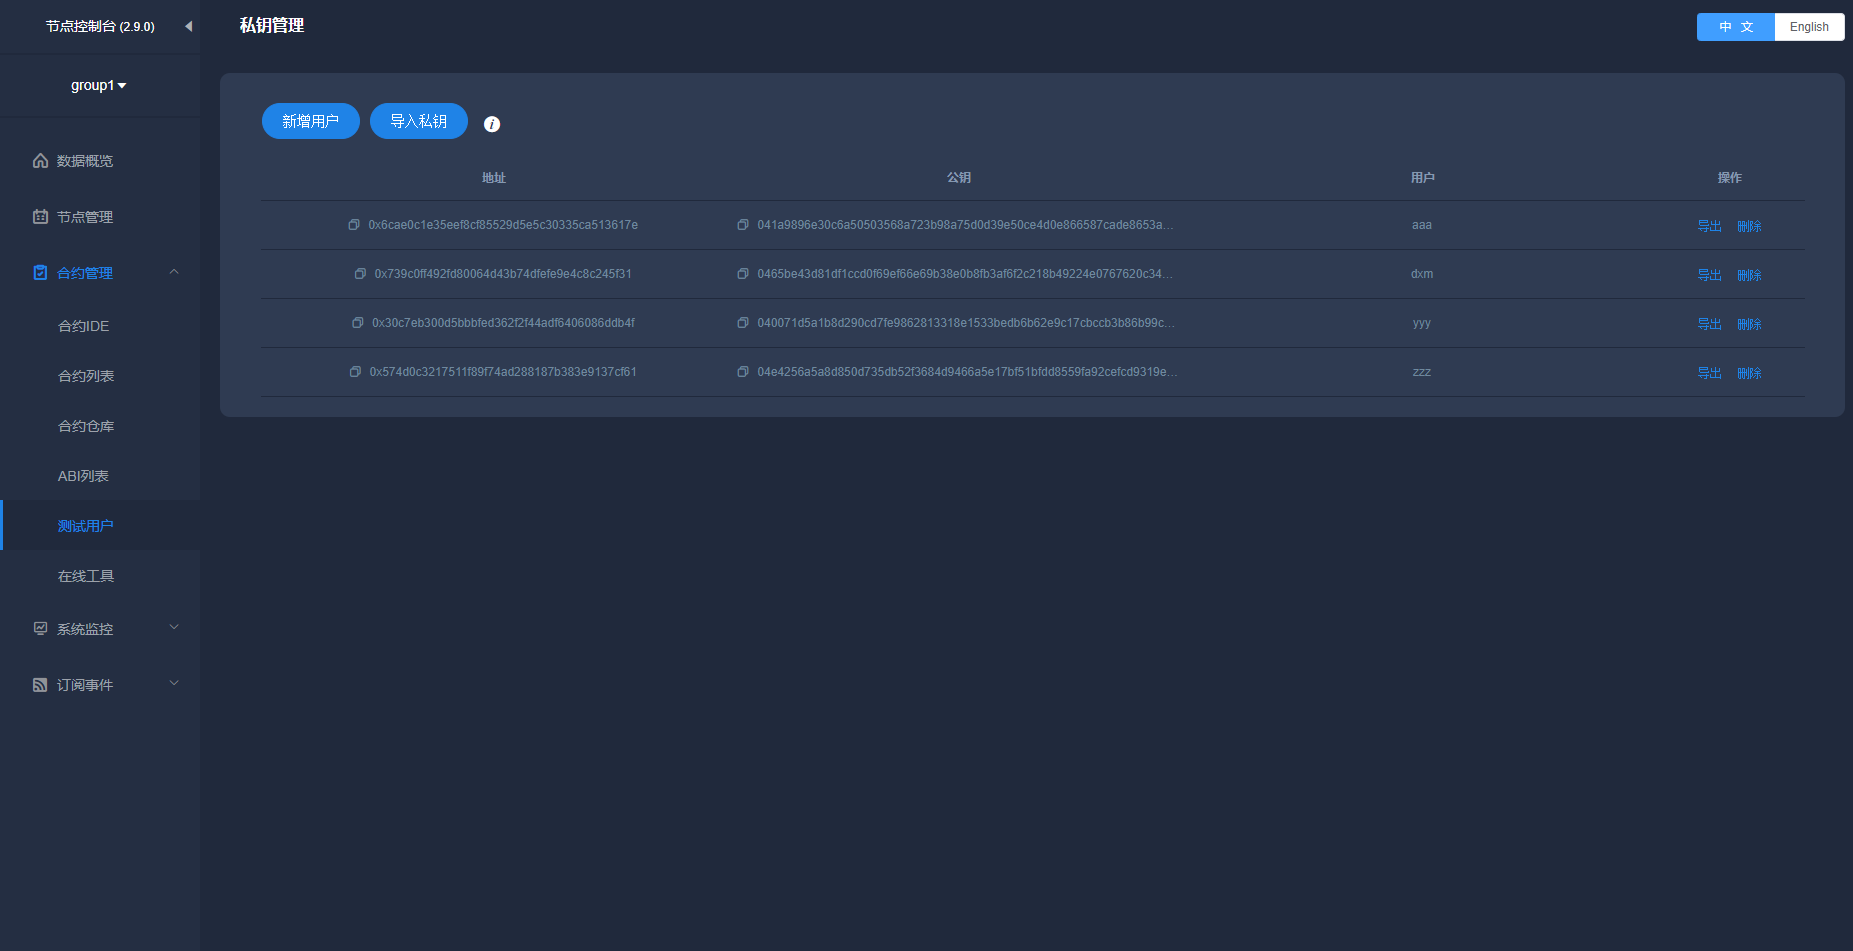 节点控制台 (2.9.0)
group1
数据概览
节点管理
合约管理
合约IDE
合约列表
合约仓库
ABI列表
测试用户
在线工具
系统监控
订阅事件
私钥管理
中 文 English
新增用户 导入私钥
地址 公钥 用户 操作
0x6cae0c1e35eef8cf85529d5e5c30335ca513617e 041a9896e30c6a50503568a723b98a75d0d39e50ce4d0e866587cade8653a... aaa 导出 删除
0x739c0ff492fd80064d43b74dfefe9e4c8c245f31 0465be43d81df1ccd0f69ef66e69b38e0b8fb3af6f2c218b49224e0767620c34... dxm 导出 删除
0x30c7eb300d5bbbfed362f2f44adf6406086ddb4f 040071d5a1b8d290cd7fe9862813318e1533bedb6b62e9c17cbccb3b86b99c... yyy 导出 删除
0x574d0c3217511f89f74ad288187b383e9137cf61 04e4256a5a8d850d735db52f3684d9466a5e17bf51bfdd8559fa92cefcd9319e... zzz 导出 删除